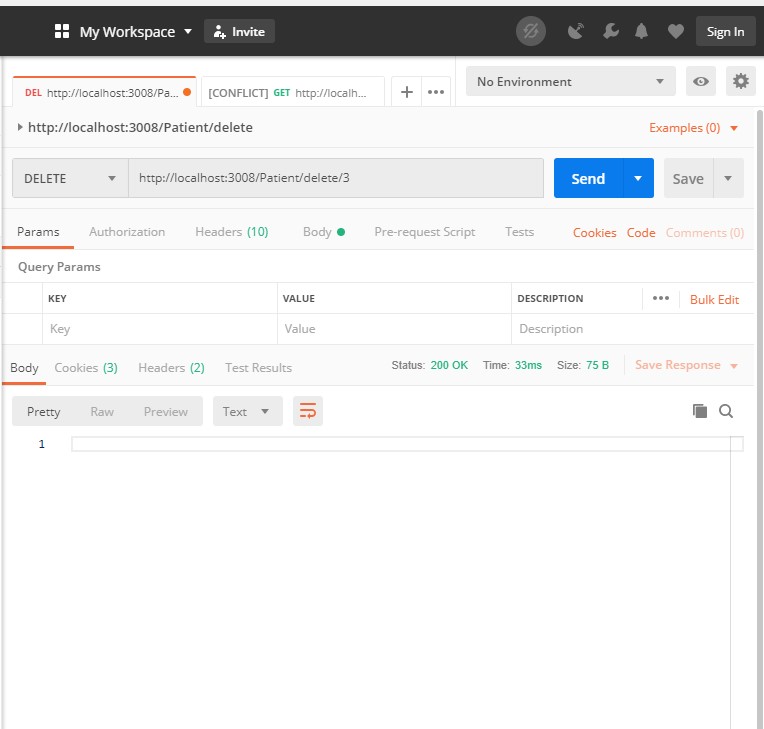 My Workspace Invite Sign In
DEL http://localhost:3008/Pa... [CONFLICT] GET http://localh... No Environment
http://localhost:3008/Patient/delete Examples (0)
DELETE http://localhost:3008/Patient/delete/3 Send Save
Params Authorization Headers (10) Body Pre-request Script Tests Cookies Code Comments (0)
Query Params
KEY VALUE DESCRIPTION Bulk Edit
Key Value Description
Body Cookies (3) Headers (2) Test Results Status: 200 OK Time: 33ms Size: 75 B Save Response
Pretty Raw Preview Text
1